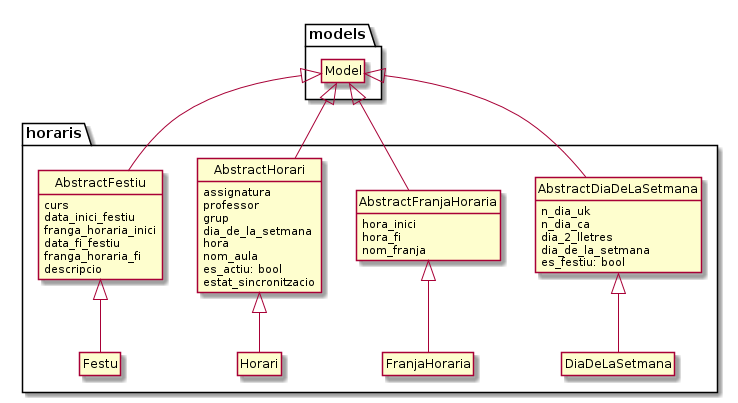 models
Model
horaris
AbstractFestiu
curs
data_inici_festiu
franga_horaria_inici
data_fi_festiu
franga_horaria_fi
descripcio
AbstractHorari
assignatura
professor
grup
dia_de_la_setmana
hora
nom_aula
es_actiu: bool
estat_sincronitzacio
AbstractFranjaHoraria
hora_inici
hora_fi
nom_franja
AbstractDiaDeLaSetmana
n_dia_uk
n_dia_ca
dia_2_lletres
dia_de_la_setmana
es_festiu: bool
Festu
Horari
FranjaHoraria
DiaDeLaSetmana